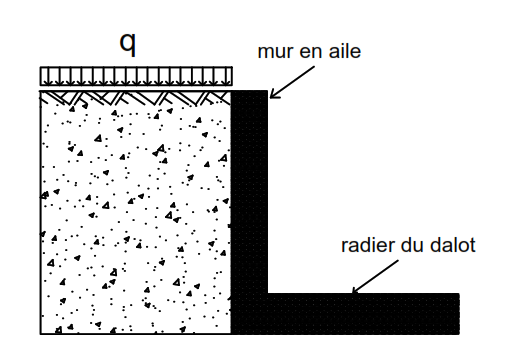 q
mur en aile
radier du dalot